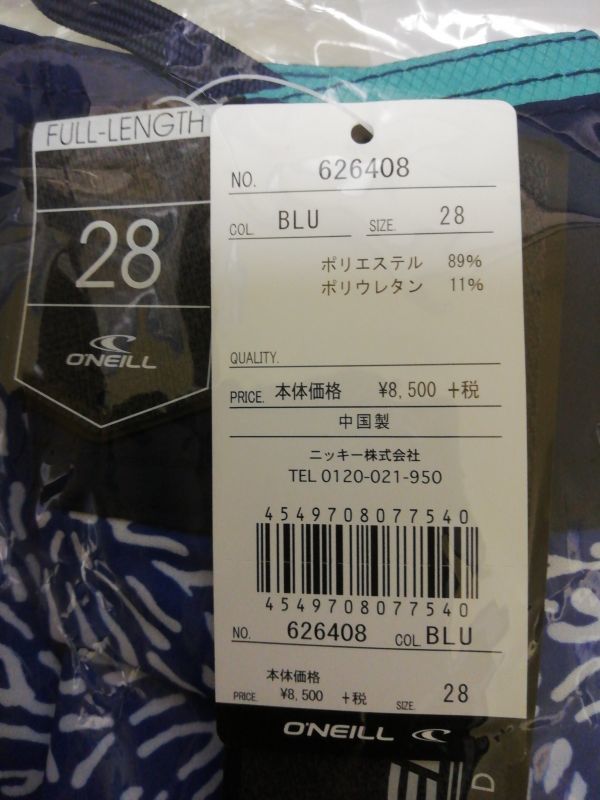 FULL-LENGTH
28
O'NEILL
NO. 626408
COL. BLU SIZE. 28
ポリエステル 89%
ポリウレタン 11%
QUALITY.
PRICE. 本体価格 ¥8,500 +税
中国製
ニッキー株式会社
TEL 0120-021-950
4549708077540
4549708077540
NO. 626408 COL. BLU
本体価格
PRICE. ¥8,500 +税 SIZE. 28
O'NEILL